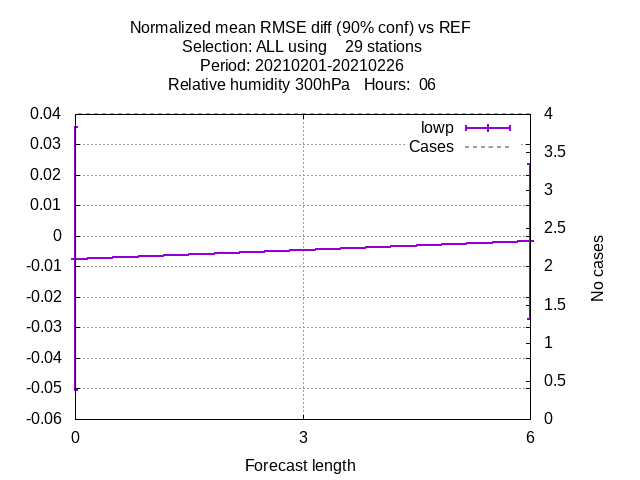 Normalized mean RMSE diff (90% conf) vs REF
Selection: ALL using    29 stations
Period: 20210201-20210226
Relative humidity 300hPa   Hours:  06
0.04
0.03
0.02
0.01
0
-0.01
-0.02
-0.03
-0.04
-0.05
-0.06
lowp
Cases
4
3.5
3
2.5
2
1.5
1
0.5
0
No cases
0
3
6
Forecast length